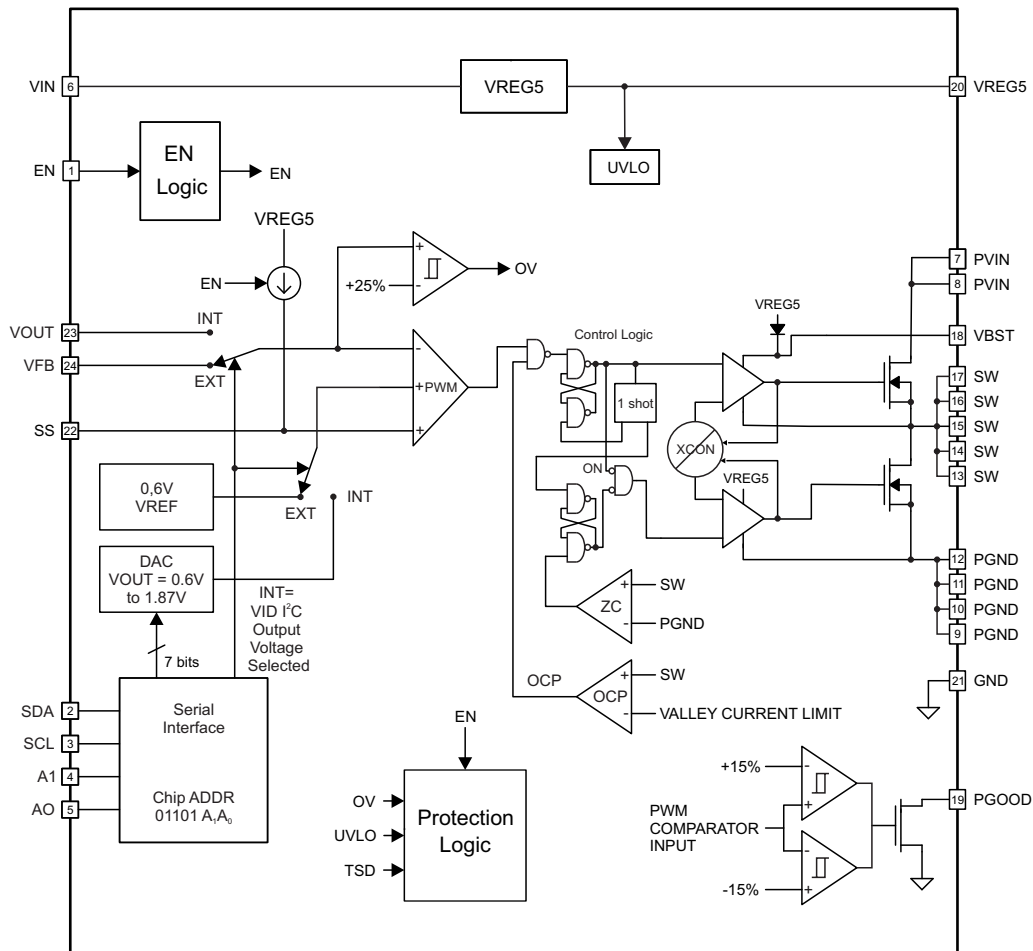 VIN 6 VREG5 20 VREG5
UVLO
EN 1 EN Logic EN
VREG5
EN
+ - +25% OV
7 PVIN
8 PVIN
VREG5
18 VBST
VOUT 23 INT
VFB 24 EXT
SS 22
- + + PWM
Control Logic
1 shot
17 SW
16 SW
15 SW
14 SW
13 SW
XCON
ON
VREG5
0,6V
VREF
EXT INT
DAC
VOUT = 0.6V
to 1.87V
INT=
VID I²C
Output
Voltage
Selected
7 bits
12 PGND
11 PGND
10 PGND
9 PGND
ZC + - SW
PGND
OCP OCP + - SW
VALLEY CURRENT LIMIT
21 GND
SDA 2
SCL 3
A1 4
AO 5
Serial
Interface
Chip ADDR
01101 A₁A₀
EN
OV
UVLO
TSD
Protection
Logic
+15% - +
PWM
COMPARATOR
INPUT
-15% - +
19 PGOOD